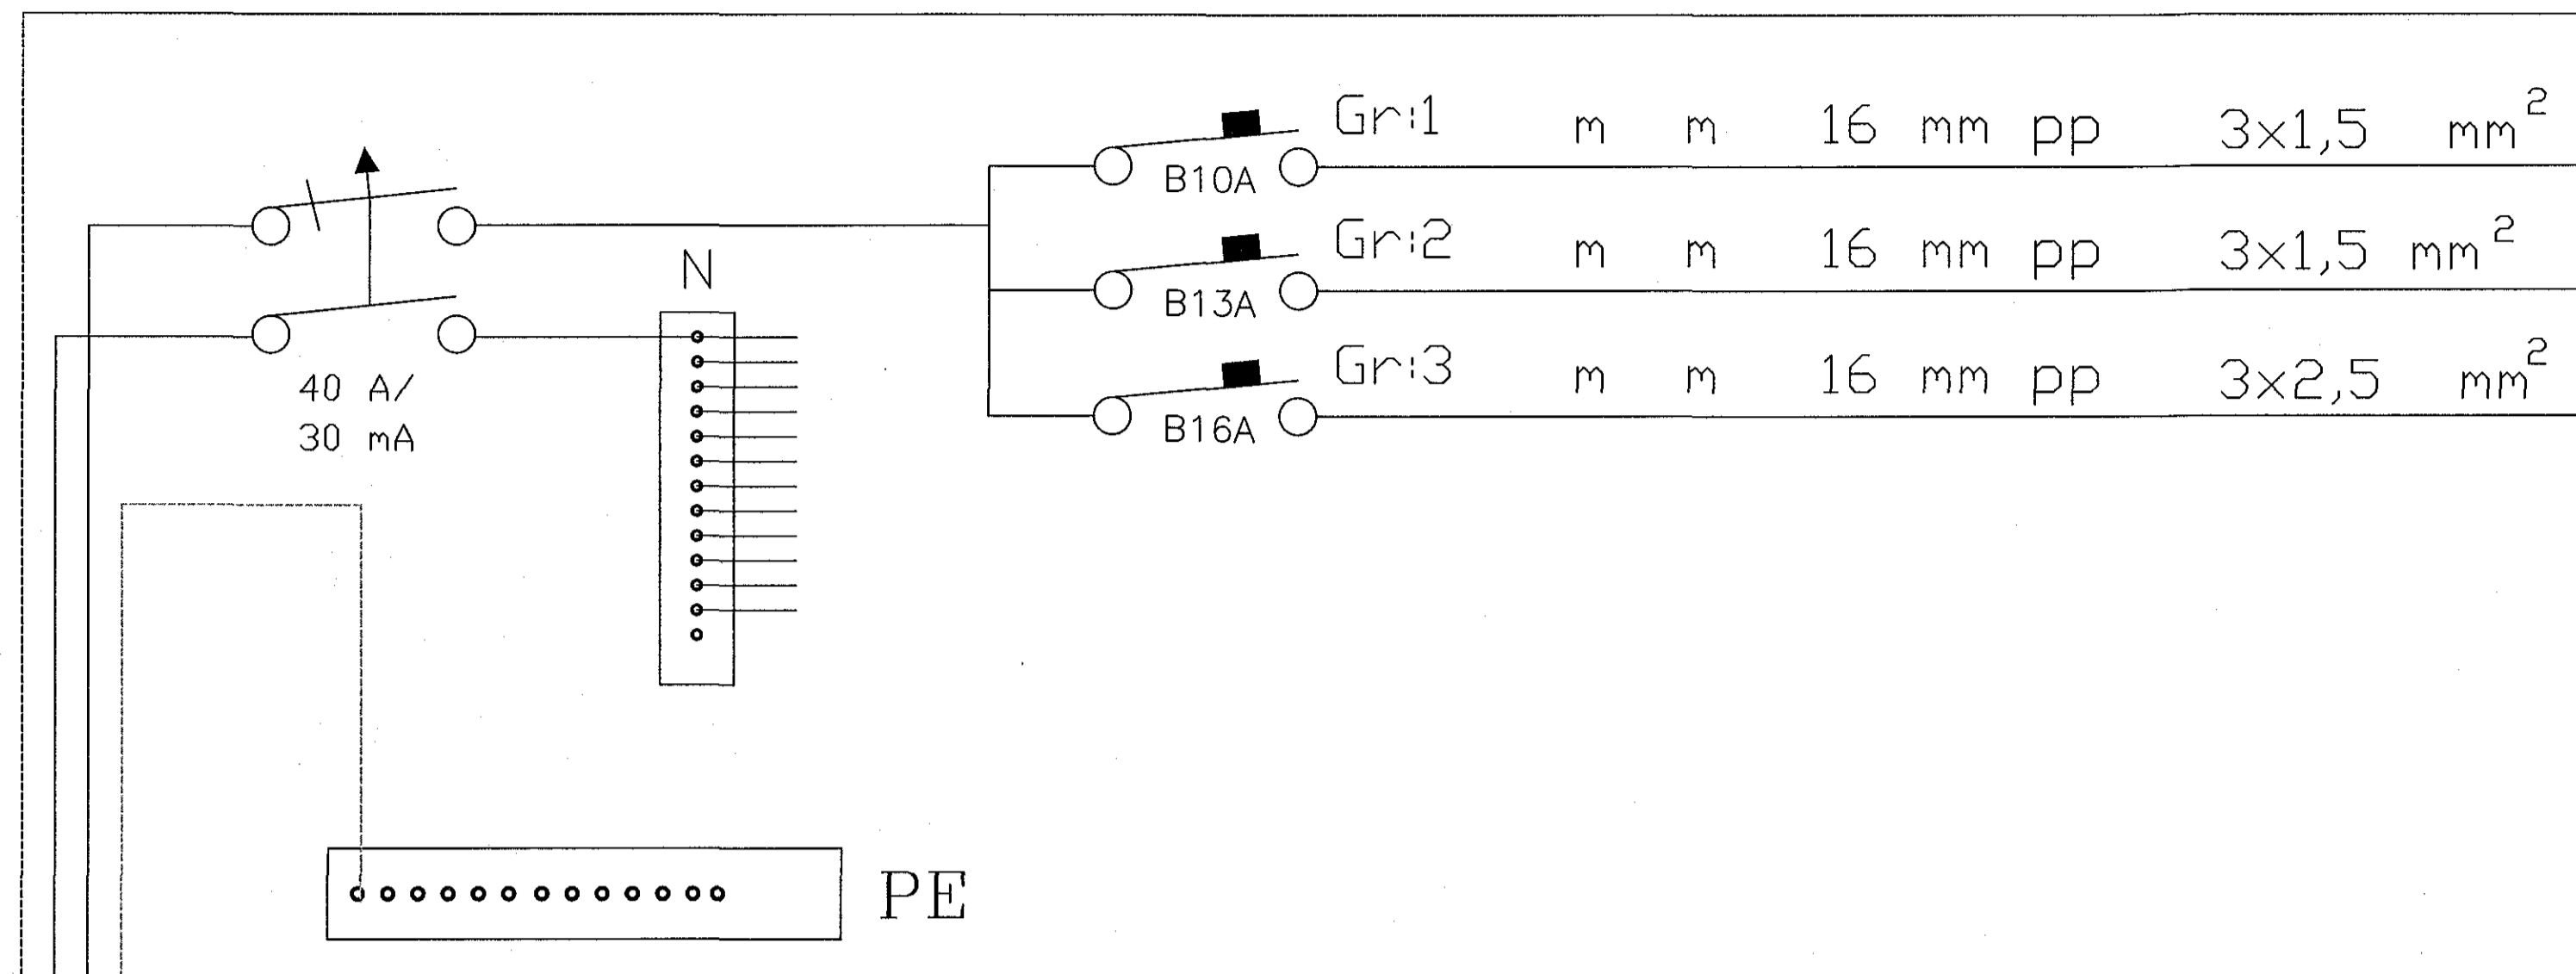 Gr:1 m m 16 mm pp 3x1,5 mm²
B10A
Gr:2 m m 16 mm pp 3x1,5 mm²
B13A
N
Gr:3 m m 16 mm pp 3x2,5 mm²
B16A
40 A/
30 mA
PE